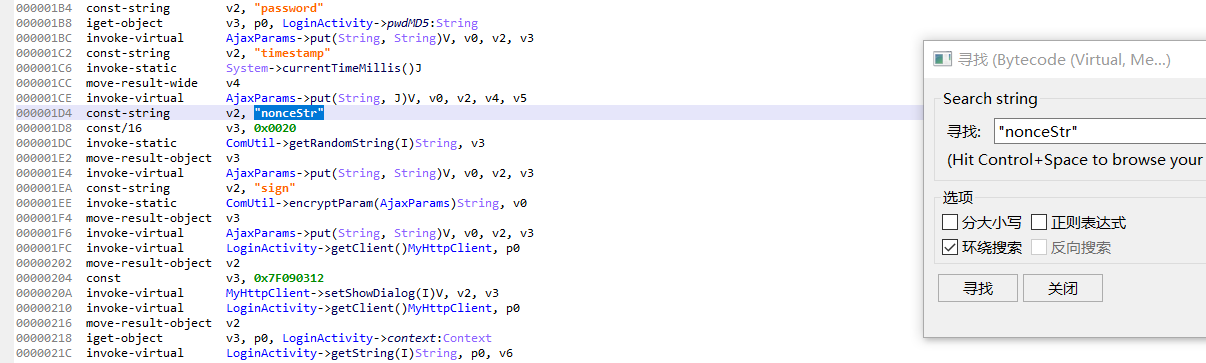 000001B4 const-string v2, "password"
000001B8 iget-object v3, p0, LoginActivity->pwdMD5:String
000001BC invoke-virtual AjaxParams->put(String, String)V, v0, v2, v3
000001C2 const-string v2, "timestamp"
000001C6 invoke-static System->currentTimeMillis()J
000001CC move-result-wide v4
000001CE invoke-virtual AjaxParams->put(String, J)V, v0, v2, v4, v5
000001D4 const-string v2, "nonceStr"
000001D8 const/16 v3, 0x0020
000001DC invoke-static ComUtil->getRandomString(I)String, v3
000001E2 move-result-object v3
000001E4 invoke-virtual AjaxParams->put(String, String)V, v0, v2, v3
000001EA const-string v2, "sign"
000001EE invoke-static ComUtil->encryptParam(AjaxParams)String, v0
000001F4 move-result-object v3
000001F6 invoke-virtual AjaxParams->put(String, String)V, v0, v2, v3
000001FC invoke-virtual LoginActivity->getClient()MyHttpClient, p0
00000202 move-result-object v2
00000204 const v3, 0x7F090312
0000020A invoke-virtual MyHttpClient->setShowDialog(I)V, v2, v3
00000210 invoke-virtual LoginActivity->getClient()MyHttpClient, p0
00000216 move-result-object v2
00000218 iget-object v3, p0, LoginActivity->context:Context
0000021C invoke-virtual LoginActivity->getString(I)String, p0, v6
寻找 (Bytecode (Virtual, Me...)
Search string
寻找: "nonceStr"
(Hit Control+Space to browse your
选项
分大小写 正则表达式
环绕搜索 反向搜索
寻找 关闭